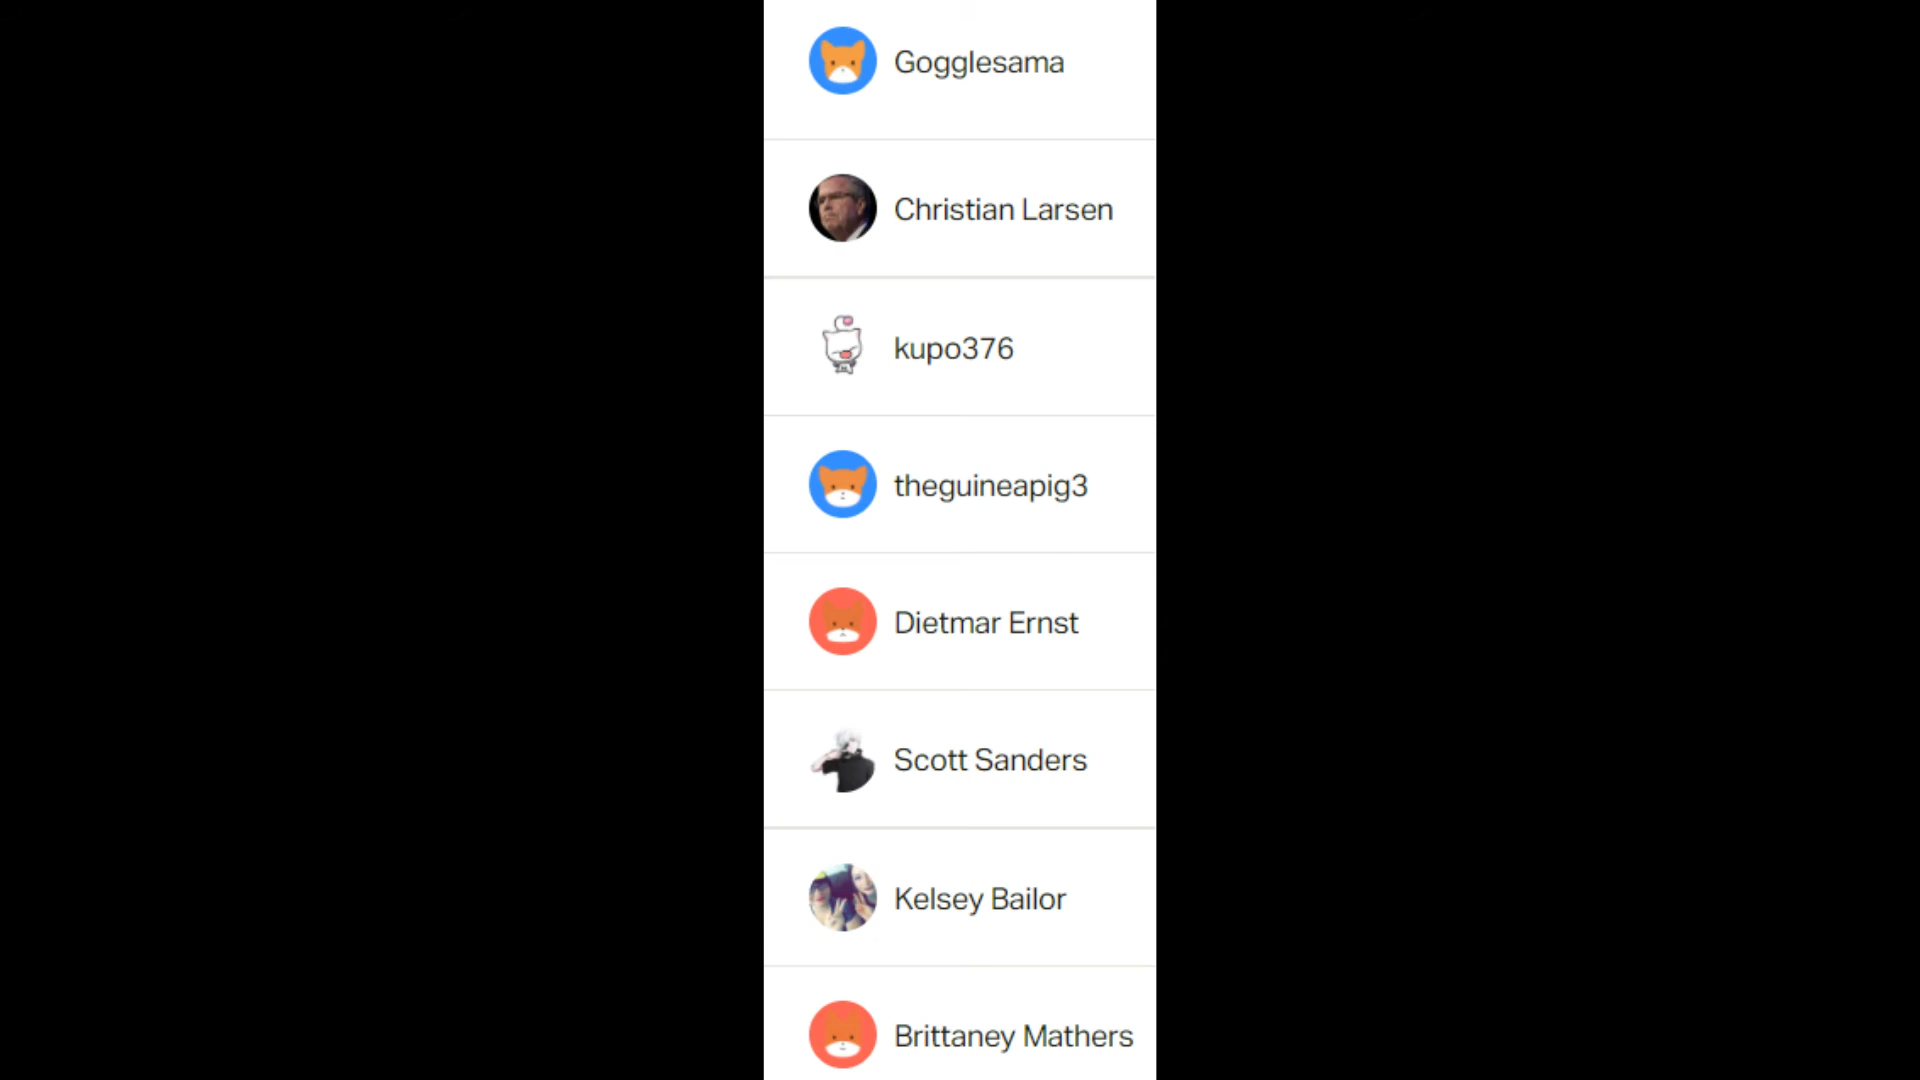 Gogglesama
Christian Larsen
kupo376
theguineapig3
Dietmar Ernst
Scott Sanders
Kelsey Bailor
Brittaney Mathers